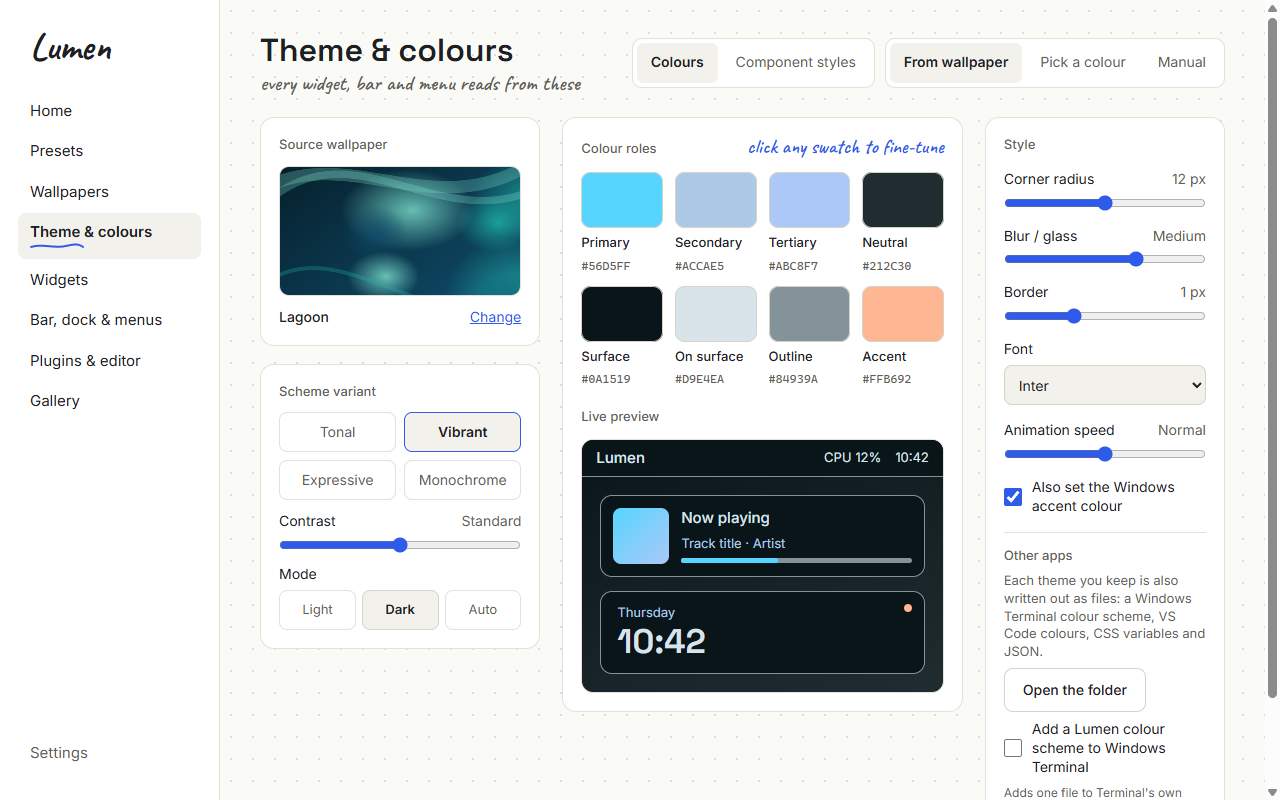 Lumen
Home
Presets
Wallpapers
Theme & colours
Widgets
Bar, dock & menus
Plugins & editor
Gallery
Settings
Theme & colours
every widget, bar and menu reads from these
Colours
Component styles
From wallpaper
Pick a colour
Manual
Source wallpaper
Lagoon
Change
Scheme variant
Tonal
Vibrant
Expressive
Monochrome
Contrast
Standard
Mode
Light
Dark
Auto
Colour roles
click any swatch to fine-tune
Primary
Secondary
Tertiary
Neutral
#56D5FF
#ACCAE5
#ABC8F7
#212C30
Surface
On surface
Outline
Accent
#0A1519
#D9E4EA
#84939A
#FFB692
Live preview
Lumen
CPU 12%
10:42
Now playing
Track title · Artist
Thursday
10:42
Style
Corner radius
12 px
Blur / glass
Medium
Border
1 px
Font
Inter
Animation speed
Normal
Also set the Windows
accent colour
Other apps
Each theme you keep is also
written out as files: a Windows
Terminal colour scheme, VS
Code colours, CSS variables and
JSON.
Open the folder
Add a Lumen colour
scheme to Windows
Terminal
Adds one file to Terminal's own